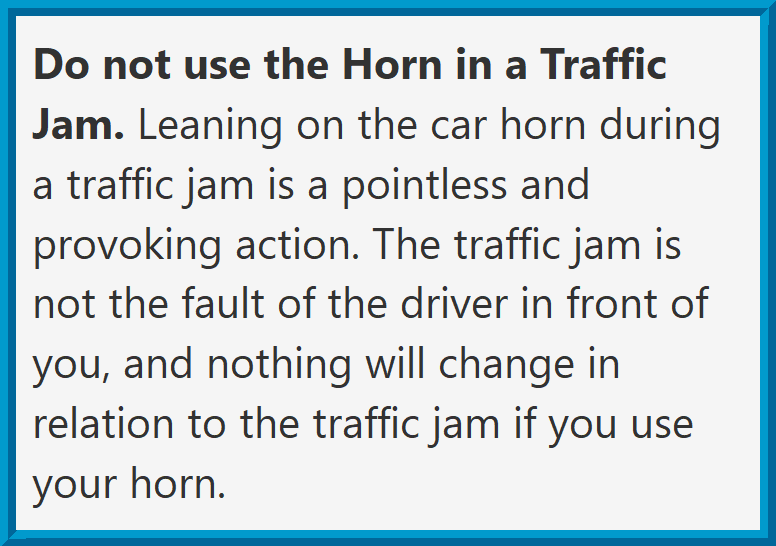 Do not use the Horn in a Traffic
Jam. Leaning on the car horn during
a traffic jam is a pointless and
provoking action. The traffic jam is
not the fault of the driver in front of
you, and nothing will change in
relation to the traffic jam if you use
your horn.